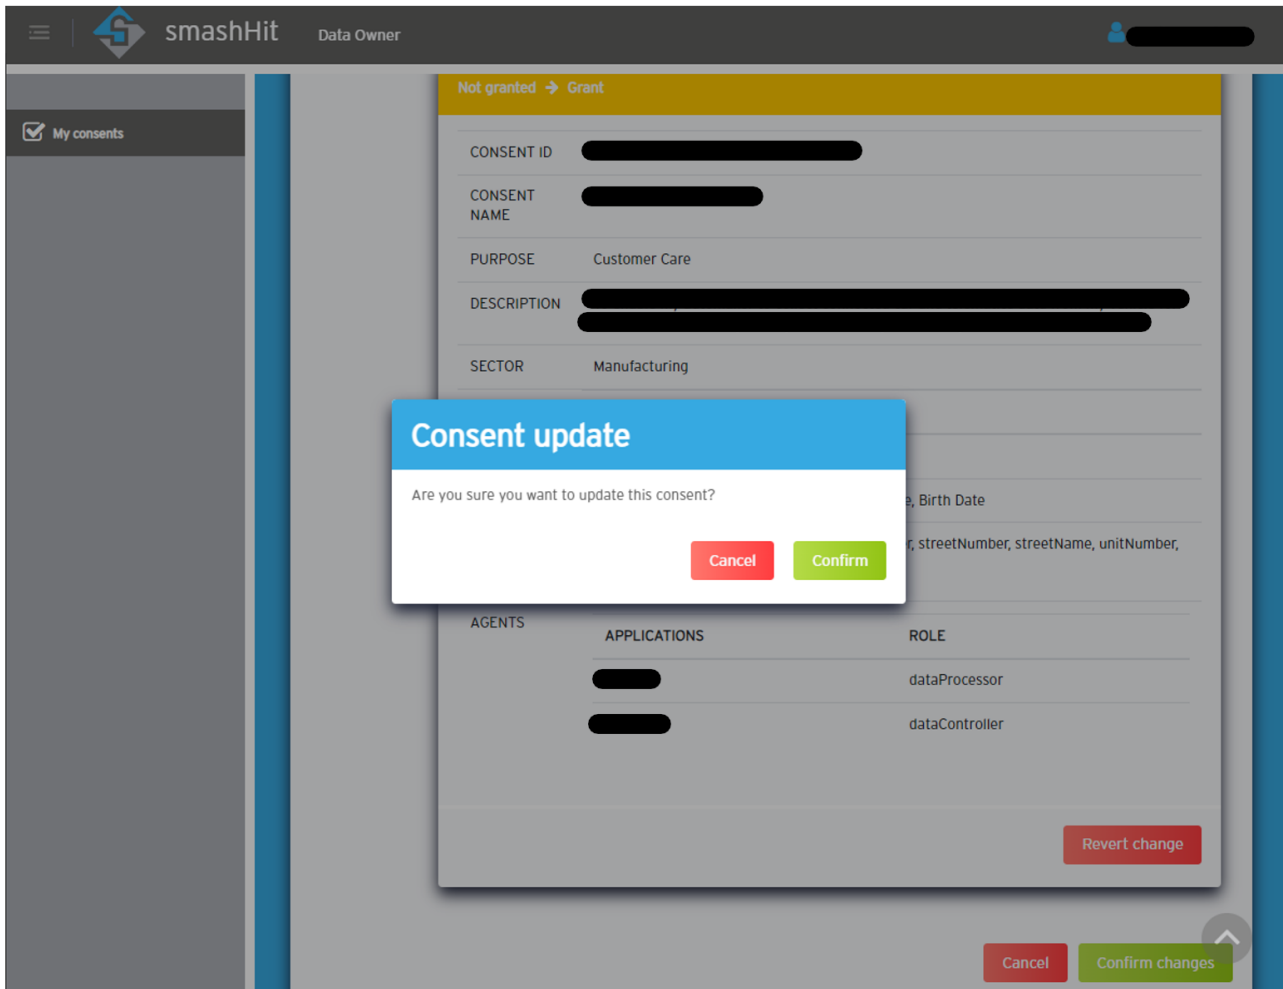 smashHit Data Owner
My consents
Not granted → Grant
CONSENT ID
CONSENT
NAME
PURPOSE Customer Care
DESCRIPTION
SECTOR Manufacturing
Consent update
Are you sure you want to update this consent?
Cancel Confirm
, Birth Date
, streetNumber, streetName, unitNumber,
AGENTS
APPLICATIONS ROLE
dataProcessor
dataController
Revert change
Cancel Confirm changes